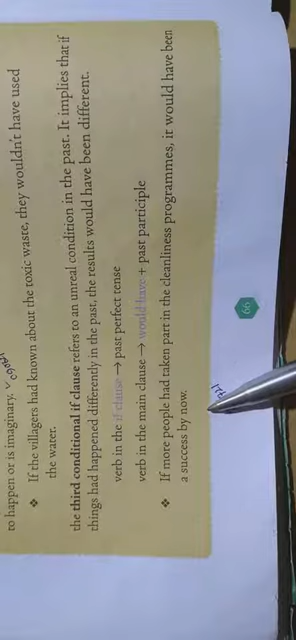 to happen or is imaginary.
❖ If the villagers had known about the toxic waste, they wouldn't have used
the water.
the third conditional if clause refers to an unreal condition in the past. It implies that if
things had happened differently in the past, the results would have been different.
verb in the if clause → past perfect tense
verb in the main clause → would have + past participle
❖ If more people had taken part in the cleanliness programmes, it would have been
a success by now.
66